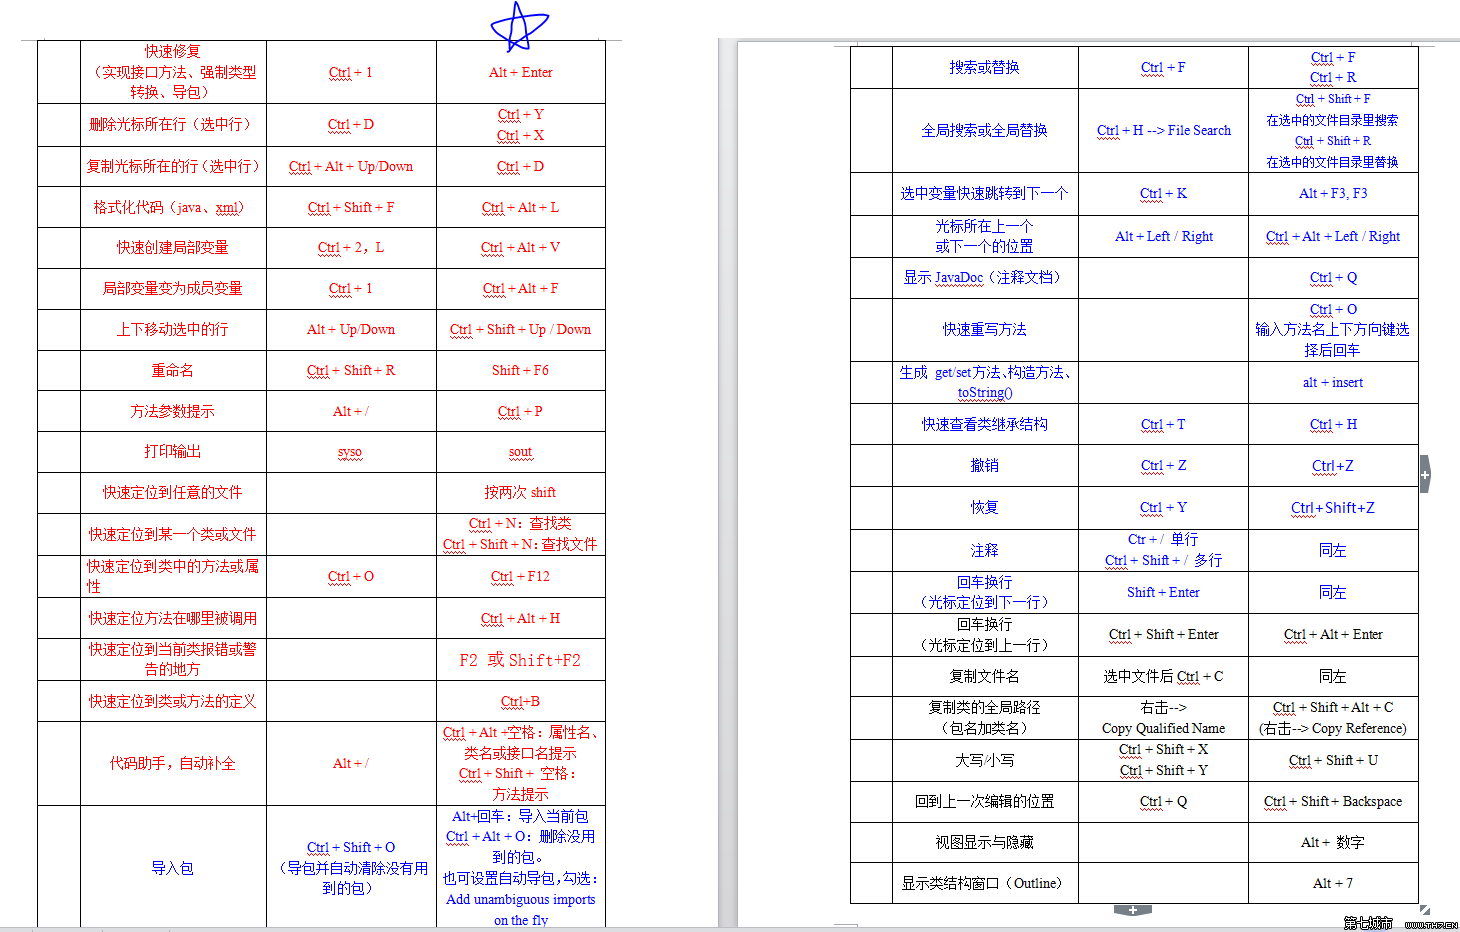 快速修复
（实现接口方法、强制类型
转换、导包）
Ctrl + 1
Alt + Enter
删除光标所在行（选中行）
Ctrl + D
Ctrl + Y
Ctrl + X
复制光标所在的行（选中行）
Ctrl + Alt + Up/Down
Ctrl + D
格式化代码（java、xml）
Ctrl + Shift + F
Ctrl + Alt + L
快速创建局部变量
Ctrl + 2，L
Ctrl + Alt + V
局部变量变为成员变量
Ctrl + 1
Ctrl + Alt + F
上下移动选中的行
Alt + Up/Down
Ctrl + Shift + Up / Down
重命名
Ctrl + Shift + R
Shift + F6
方法参数提示
Alt + /
Ctrl + P
打印输出
syso
sout
快速定位到任意的文件
按两次 shift
快速定位到某一个类或文件
Ctrl + N：查找类
Ctrl + Shift + N：查找文件
快速定位到类中的方法或属
性
Ctrl + O
Ctrl + F12
快速定位方法在哪里被调用
Ctrl + Alt + H
快速定位到当前类报错或警
告的地方
F2 或 Shift+F2
快速定位到类或方法的定义
Ctrl+B
代码助手，自动补全
Alt + /
Ctrl + Alt +空格：属性名、
类名或接口名提示
Ctrl + Shift + 空格：
方法提示
导入包
Ctrl + Shift + O
（导包并自动清除没有用
到的包）
Alt+回车：导入当前包
Ctrl + Alt + O：删除没用
到的包。
也可设置自动导包，勾选：
Add unambiguous imports
on the fly
搜索或替换
Ctrl + F
Ctrl + F
Ctrl + R
全局搜索或全局替换
Ctrl + H --> File Search
Ctrl + Shift + F
在选中的文件目录里搜索
Ctrl + Shift + R
在选中的文件目录里替换
选中变量快速跳转到下一个
Ctrl + K
Alt + F3, F3
光标所在上一个
或下一个的位置
Alt + Left / Right
Ctrl + Alt + Left / Right
显示 JavaDoc（注释文档）
Ctrl + Q
快速重写方法
Ctrl + O
输入方法名上下方向键选
择后回车
生成 get/set 方法、构造方法、
toString()
alt + insert
快速查看类继承结构
Ctrl + T
Ctrl + H
撤销
Ctrl + Z
Ctrl+Z
恢复
Ctrl + Y
Ctrl+Shift+Z
注释
Ctr + / 单行
Ctrl + Shift + / 多行
同左
回车换行
（光标定位到下一行）
Shift + Enter
同左
回车换行
（光标定位到上一行）
Ctrl + Shift + Enter
Ctrl + Alt + Enter
复制文件名
选中文件后 Ctrl + C
同左
复制类的全局路径
（包名加类名）
右击-->
Copy Qualified Name
Ctrl + Shift + Alt + C
(右击--> Copy Reference)
大写/小写
Ctrl + Shift + X
Ctrl + Shift + Y
Ctrl + Shift + U
回到上一次编辑的位置
Ctrl + Q
Ctrl + Shift + Backspace
视图显示与隐藏
Alt + 数字
显示类结构窗口（Outline）
Alt + 7
第七城市 WWW.TH7.CN